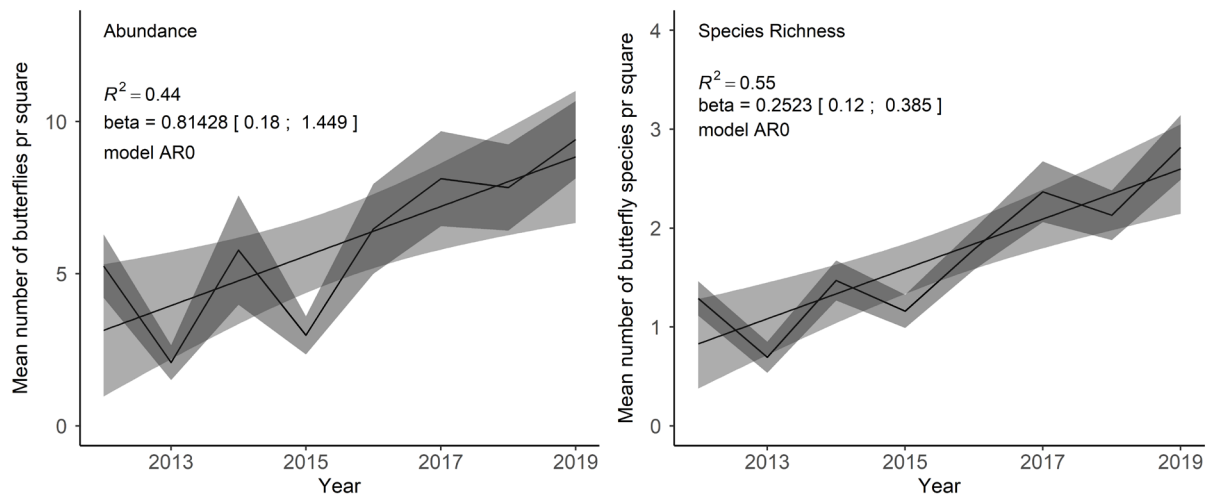 Abundance
R² = 0.44
beta = 0.81428 [ 0.18 ; 1.449 ]
model AR0
Mean number of butterflies pr square
10
5
0
2013 2015 2017 2019
Year
Species Richness
R² = 0.55
beta = 0.2523 [ 0.12 ; 0.385 ]
model AR0
Mean number of butterfly species pr square
4
3
2
1
0
2013 2015 2017 2019
Year